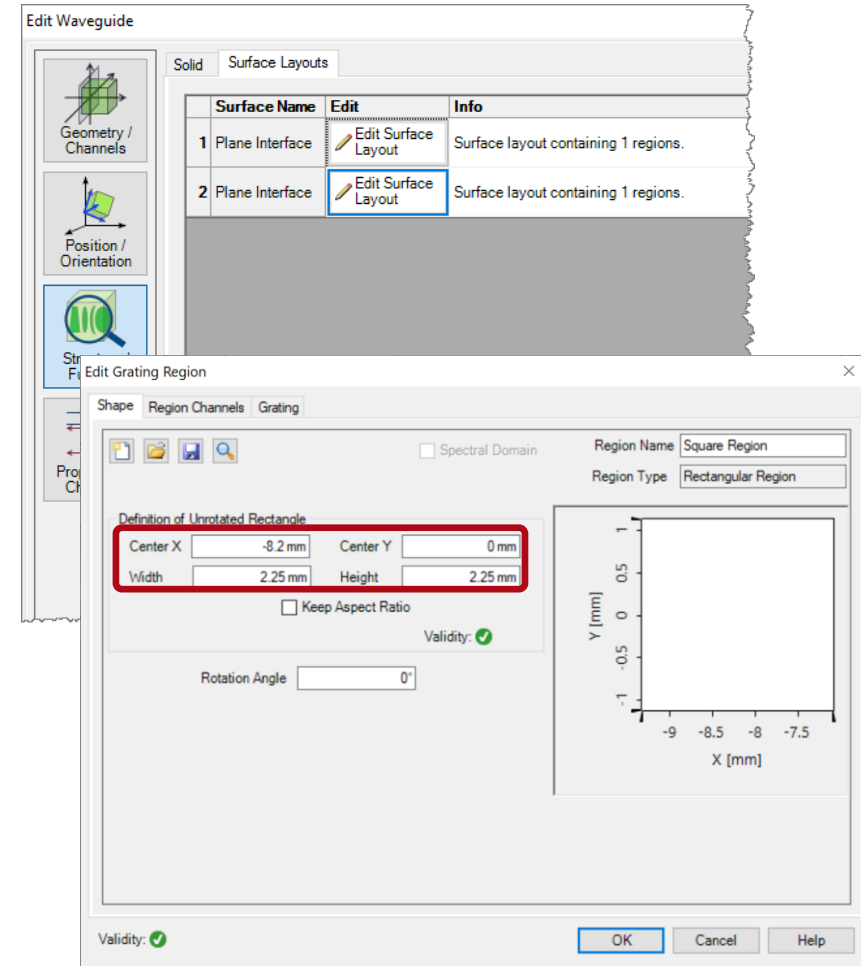 Edit Waveguide
Solid Surface Layouts
Surface Name Edit Info
Geometry /
Channels
1 Plane Interface Edit Surface
Layout Surface layout containing 1 regions.
2 Plane Interface Edit Surface
Layout Surface layout containing 1 regions.
Position /
Orientation
Edit Grating Region
Shape Region Channels Grating
Spectral Domain Region Name Square Region
Region Type Rectangular Region
Definition of Unrotated Rectangle
Center X -8.2 mm Center Y 0 mm
Width 2.25 mm Height 2.25 mm
Keep Aspect Ratio
Validity:
Rotation Angle 0°
1
0.5
0
-0.5
-1
Y [mm]
-9 -8.5 -8 -7.5
X [mm]
Validity: OK Cancel Help